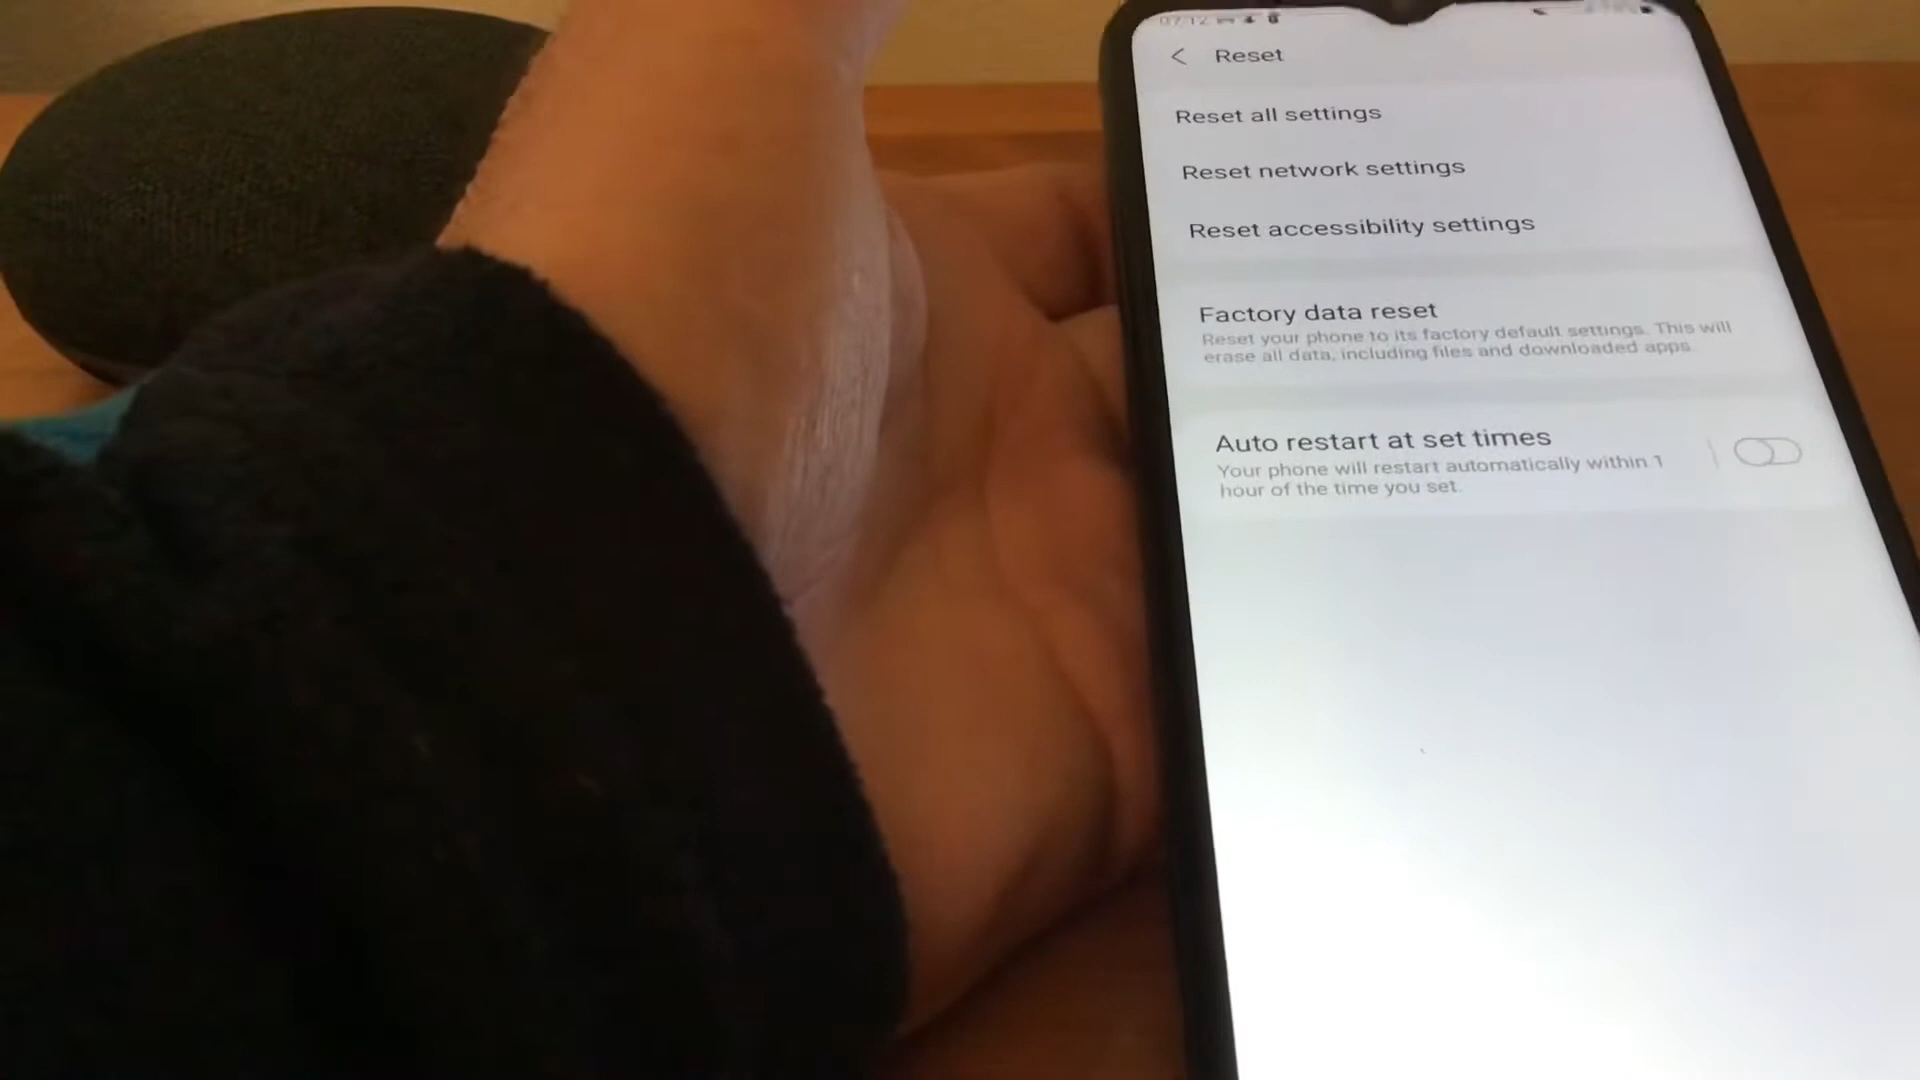 07:12
Reset
Reset all settings
Reset network settings
Reset accessibility settings
Factory data reset
Reset your phone to its factory default settings. This will
erase all data, including files and downloaded apps.
Auto restart at set times
Your phone will restart automatically within 1
hour of the time you set.